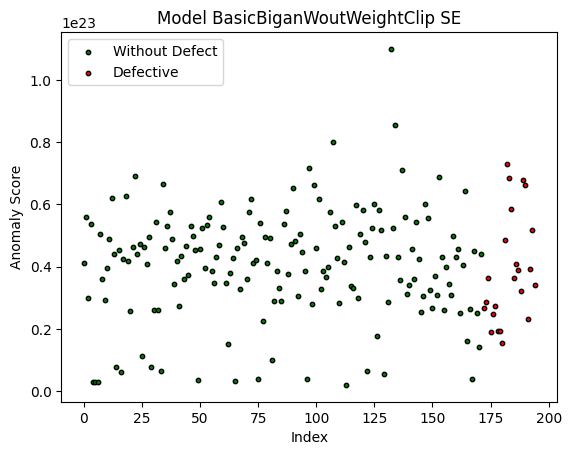 Model BasicBiganWoutWeightClip SE
1e23
Without Defect
Defective
Anomaly Score
1.0
0.8
0.6
0.4
0.2
0.0
0 25 50 75 100 125 150 175 200
Index